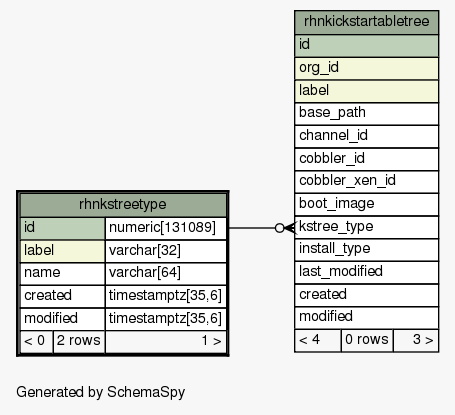 rhnkickstartabletree
id
org_id
label
base_path
channel_id
cobbler_id
cobbler_xen_id
boot_image
kstree_type
install_type
last_modified
created
modified
< 4 0 rows 3 >
rhnkstreetype
id numeric[131089]
label varchar[32]
name varchar[64]
created timestamptz[35,6]
modified timestamptz[35,6]
< 0 2 rows 1 >
Generated by SchemaSpy